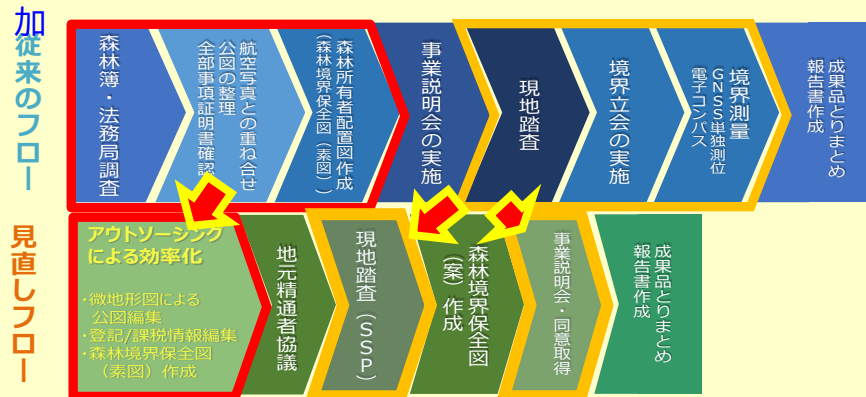 加
従来のフロー
森林簿・法務局調査
航空写真との重ね合せ
公図の整理
全部事項証明書確認
森林所有者配置図作成
(森林境界保全図(素図))
事業説明会の実施
現地踏査
境界立会の実施
境界測量
GNSS単独測位
電子コンパス
成果品とりまとめ
報告書作成
見直しフロー
アウトソーシング
による効率化
・微地形図による
公図編集
・登記/課税情報編集
・森林境界保全図
(素図)作成
地元精通者協議
現地踏査(SSP)
森林境界保全図
(案)作成
事業説明会・同意取得
成果品とりまとめ
報告書作成